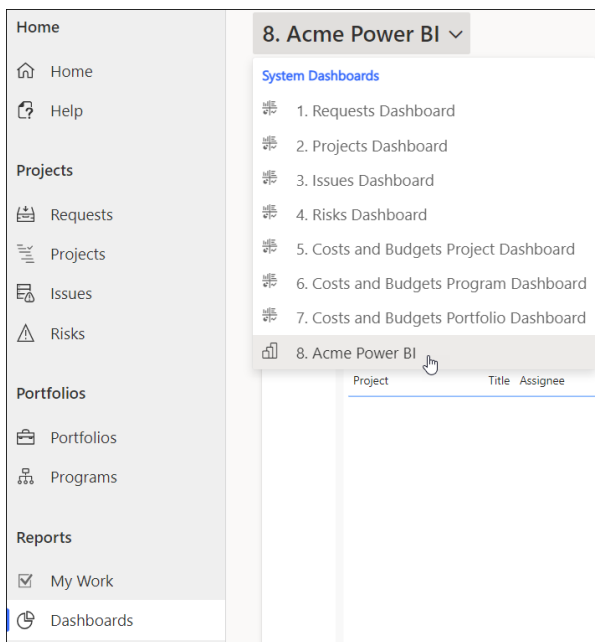 Home
Home
Help
Projects
Requests
Projects
Issues
Risks
Portfolios
Portfolios
Programs
Reports
My Work
Dashboards
8. Acme Power BI
System Dashboards
1. Requests Dashboard
2. Projects Dashboard
3. Issues Dashboard
4. Risks Dashboard
5. Costs and Budgets Project Dashboard
6. Costs and Budgets Program Dashboard
7. Costs and Budgets Portfolio Dashboard
8. Acme Power BI
Project Title Assignee